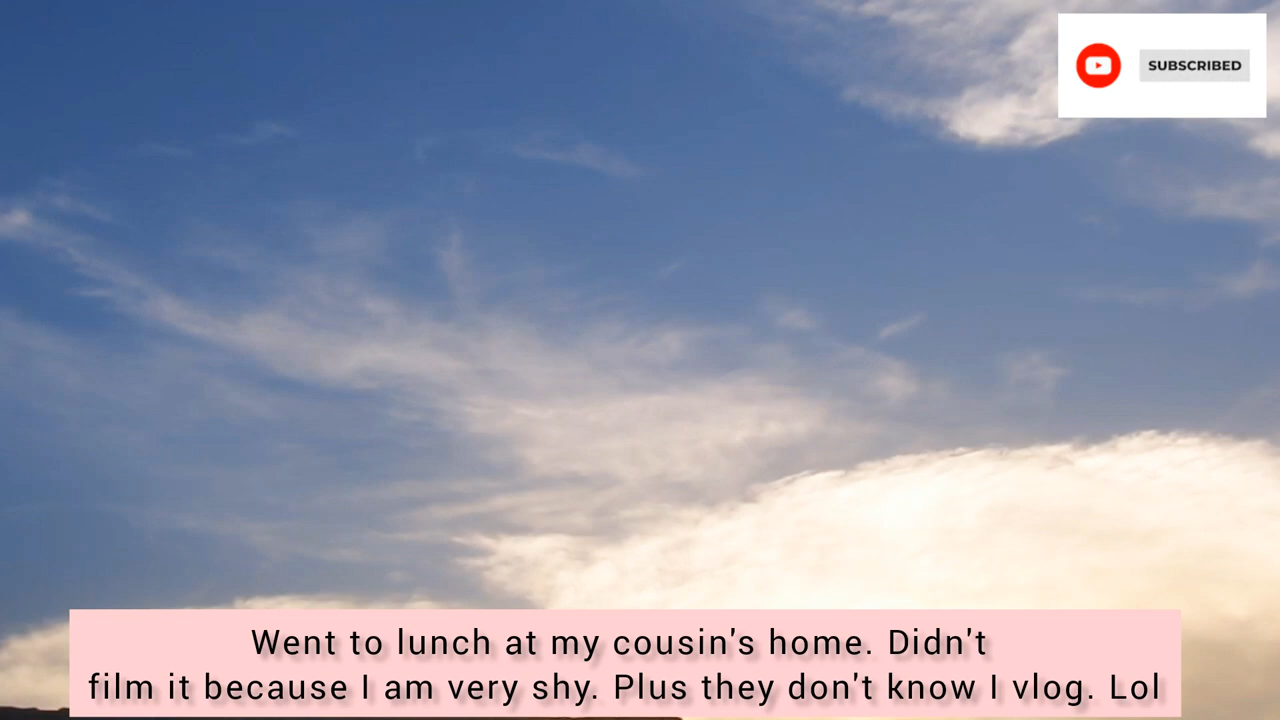 SUBSCRIBED
Went to lunch at my cousin's home. Didn't
film it because I am very shy. Plus they don't know I vlog. Lol